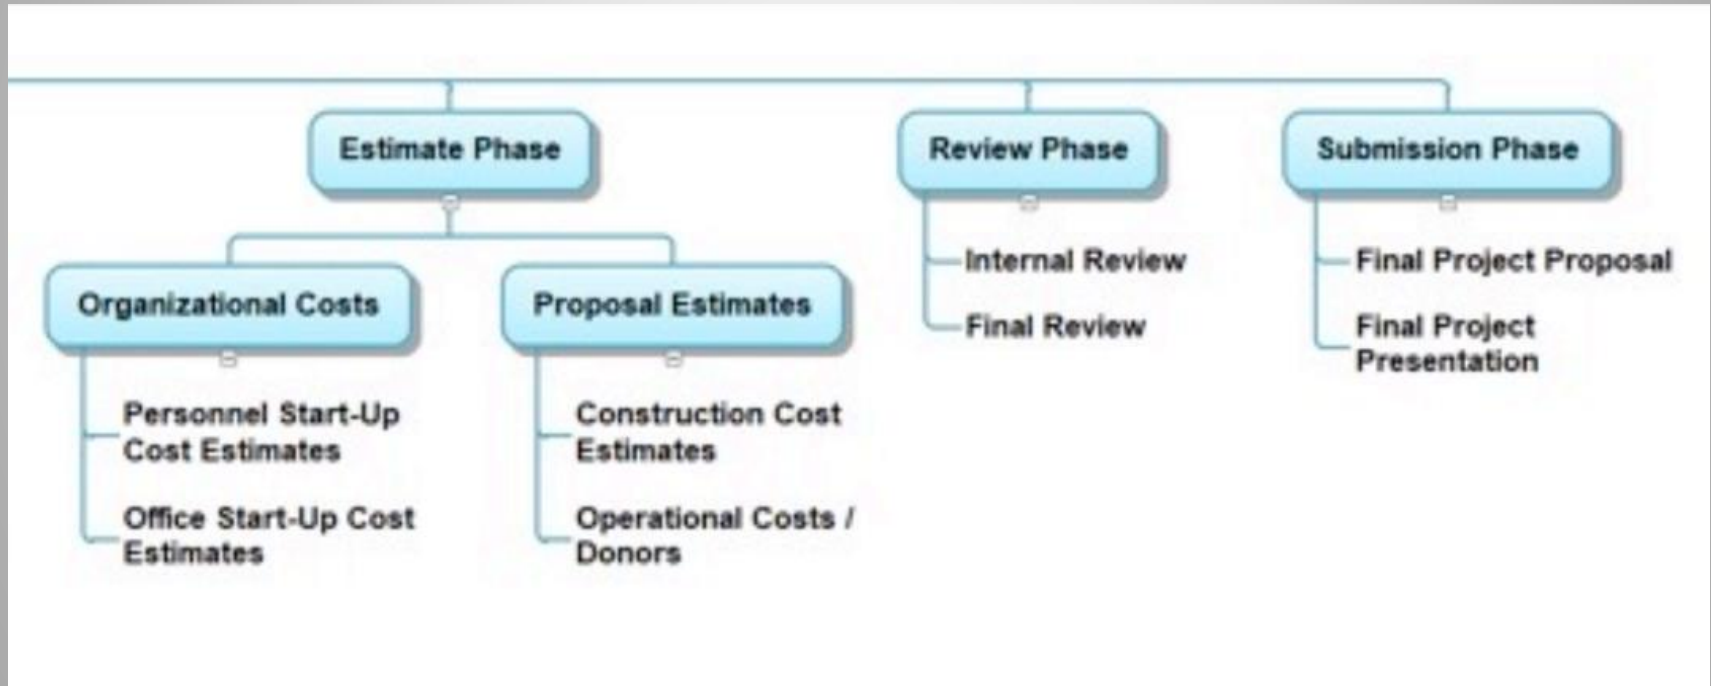 Estimate Phase
Review Phase
Submission Phase
Organizational Costs
Proposal Estimates
Internal Review
Final Review
Final Project Proposal
Final Project
Presentation
Personnel Start-Up
Cost Estimates
Office Start-Up Cost
Estimates
Construction Cost
Estimates
Operational Costs /
Donors